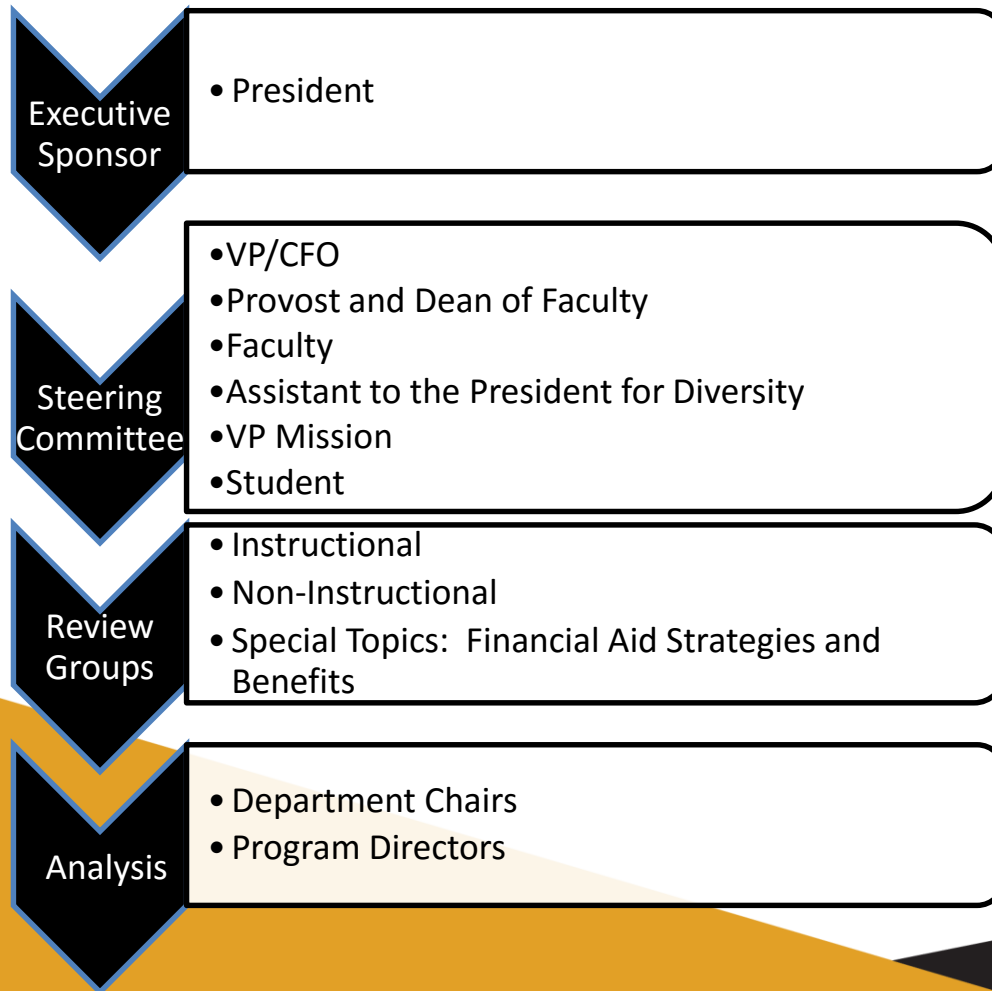 Executive
Sponsor
• President
Steering
Committee
•VP/CFO
•Provost and Dean of Faculty
•Faculty
•Assistant to the President for Diversity
•VP Mission
•Student
Review
Groups
• Instructional
• Non-Instructional
• Special Topics:  Financial Aid Strategies and
Benefits
Analysis
• Department Chairs
• Program Directors